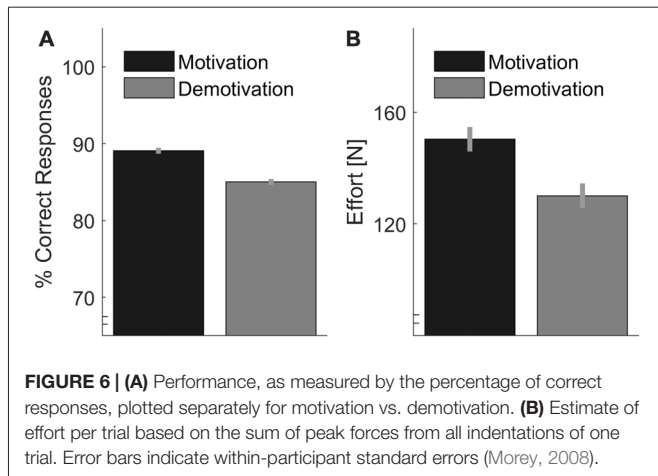 A
% Correct Responses
100
90
80
70
Motivation
Demotivation
B
Effort [N]
160
120
Motivation
Demotivation
FIGURE 6 | (A) Performance, as measured by the percentage of correct
responses, plotted separately for motivation vs. demotivation. (B) Estimate of
effort per trial based on the sum of peak forces from all indentations of one
trial. Error bars indicate within-participant standard errors (Morey, 2008).